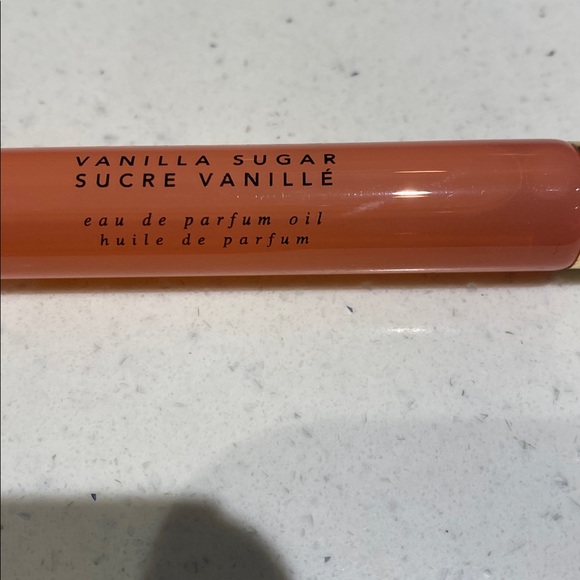 VANILLA SUGAR
SUCRE VANILLÉ
eau de parfum oil
huile de parfum